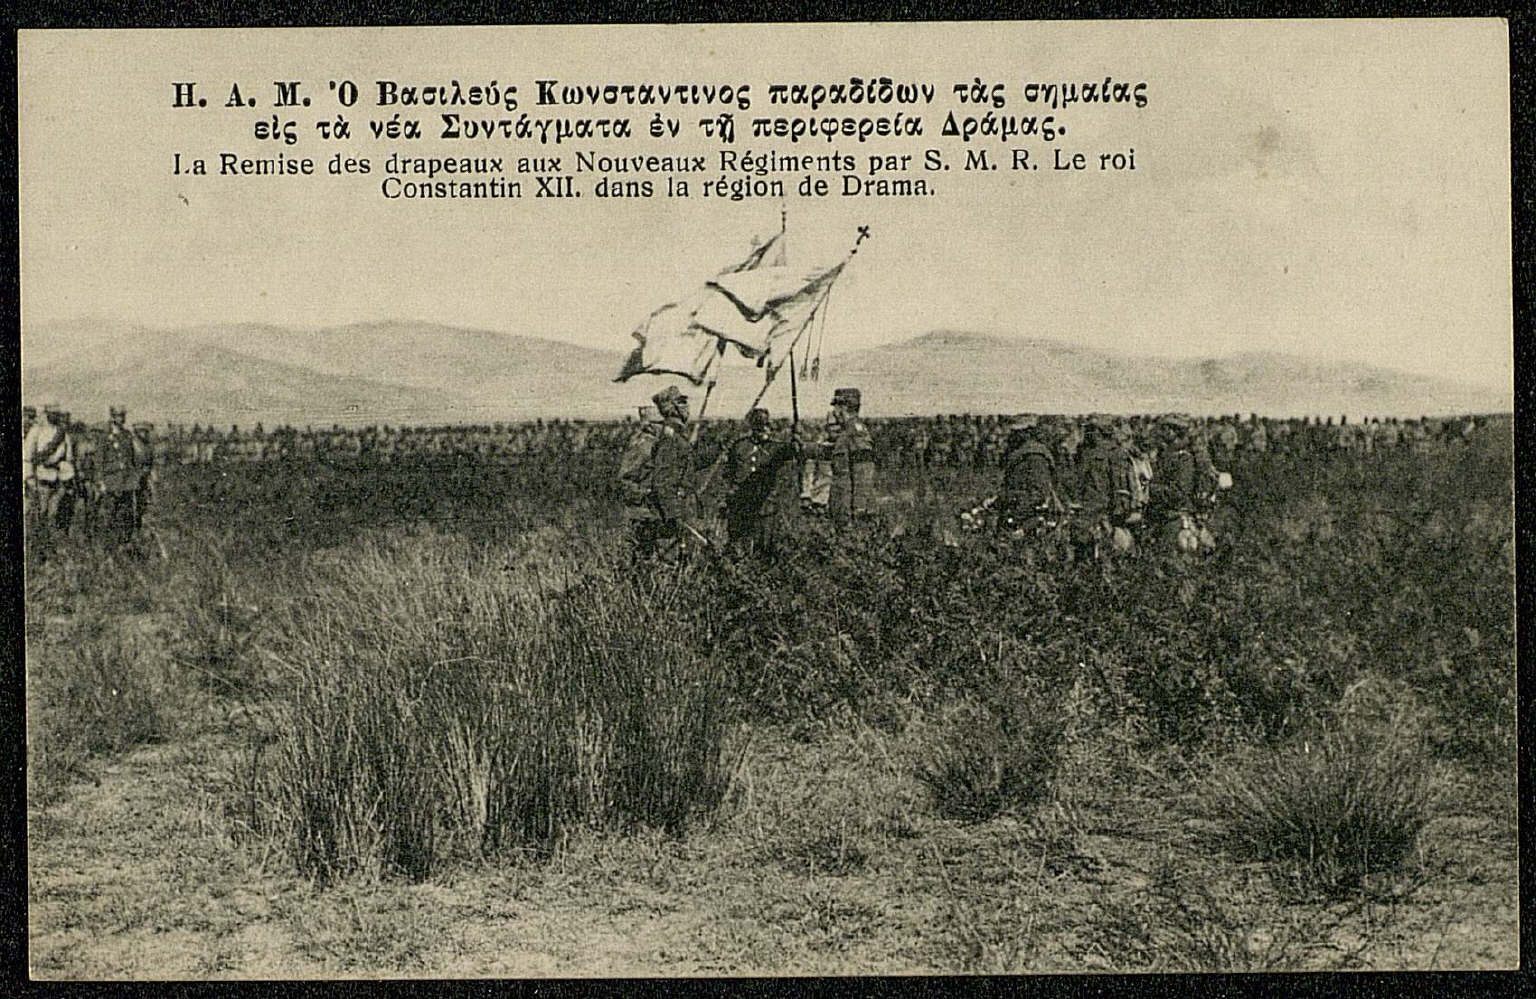 Η. Α. Μ. Ὁ Βασιλεύς Κωνσταντινος παραδίδων τὰς σημαίας
εἰς τὰ νέα Συντάγματα ἐν τῇ περιφερεία Δράμας.
La Remise des drapeaux aux Nouveaux Régiments par S. M. R. Le roi
Constantin XII. dans la région de Drama.